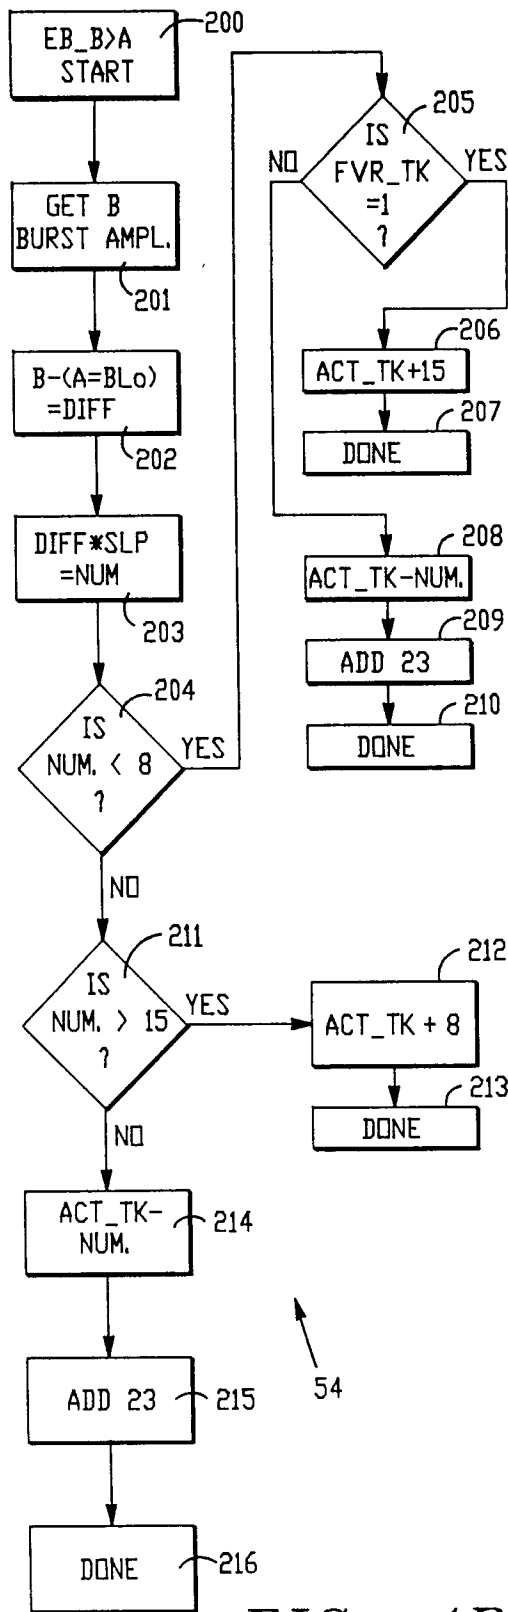 EB_B>A
START
200
GET B
BURST AMPL.
201
B-(A=BLo)
=DIFF
202
DIFF*SLP
=NUM
203
204
IS
NUM. < 8
?
YES
NO
205
IS
FVR_TK
=1
?
NO
YES
206
ACT_TK+15
207
DONE
208
ACT_TK-NUM.
209
ADD 23
210
DONE
211
IS
NUM. > 15
?
YES
NO
212
ACT_TK + 8
213
DONE
ACT_TK-
NUM.
214
ADD 23
215
DONE
216
54